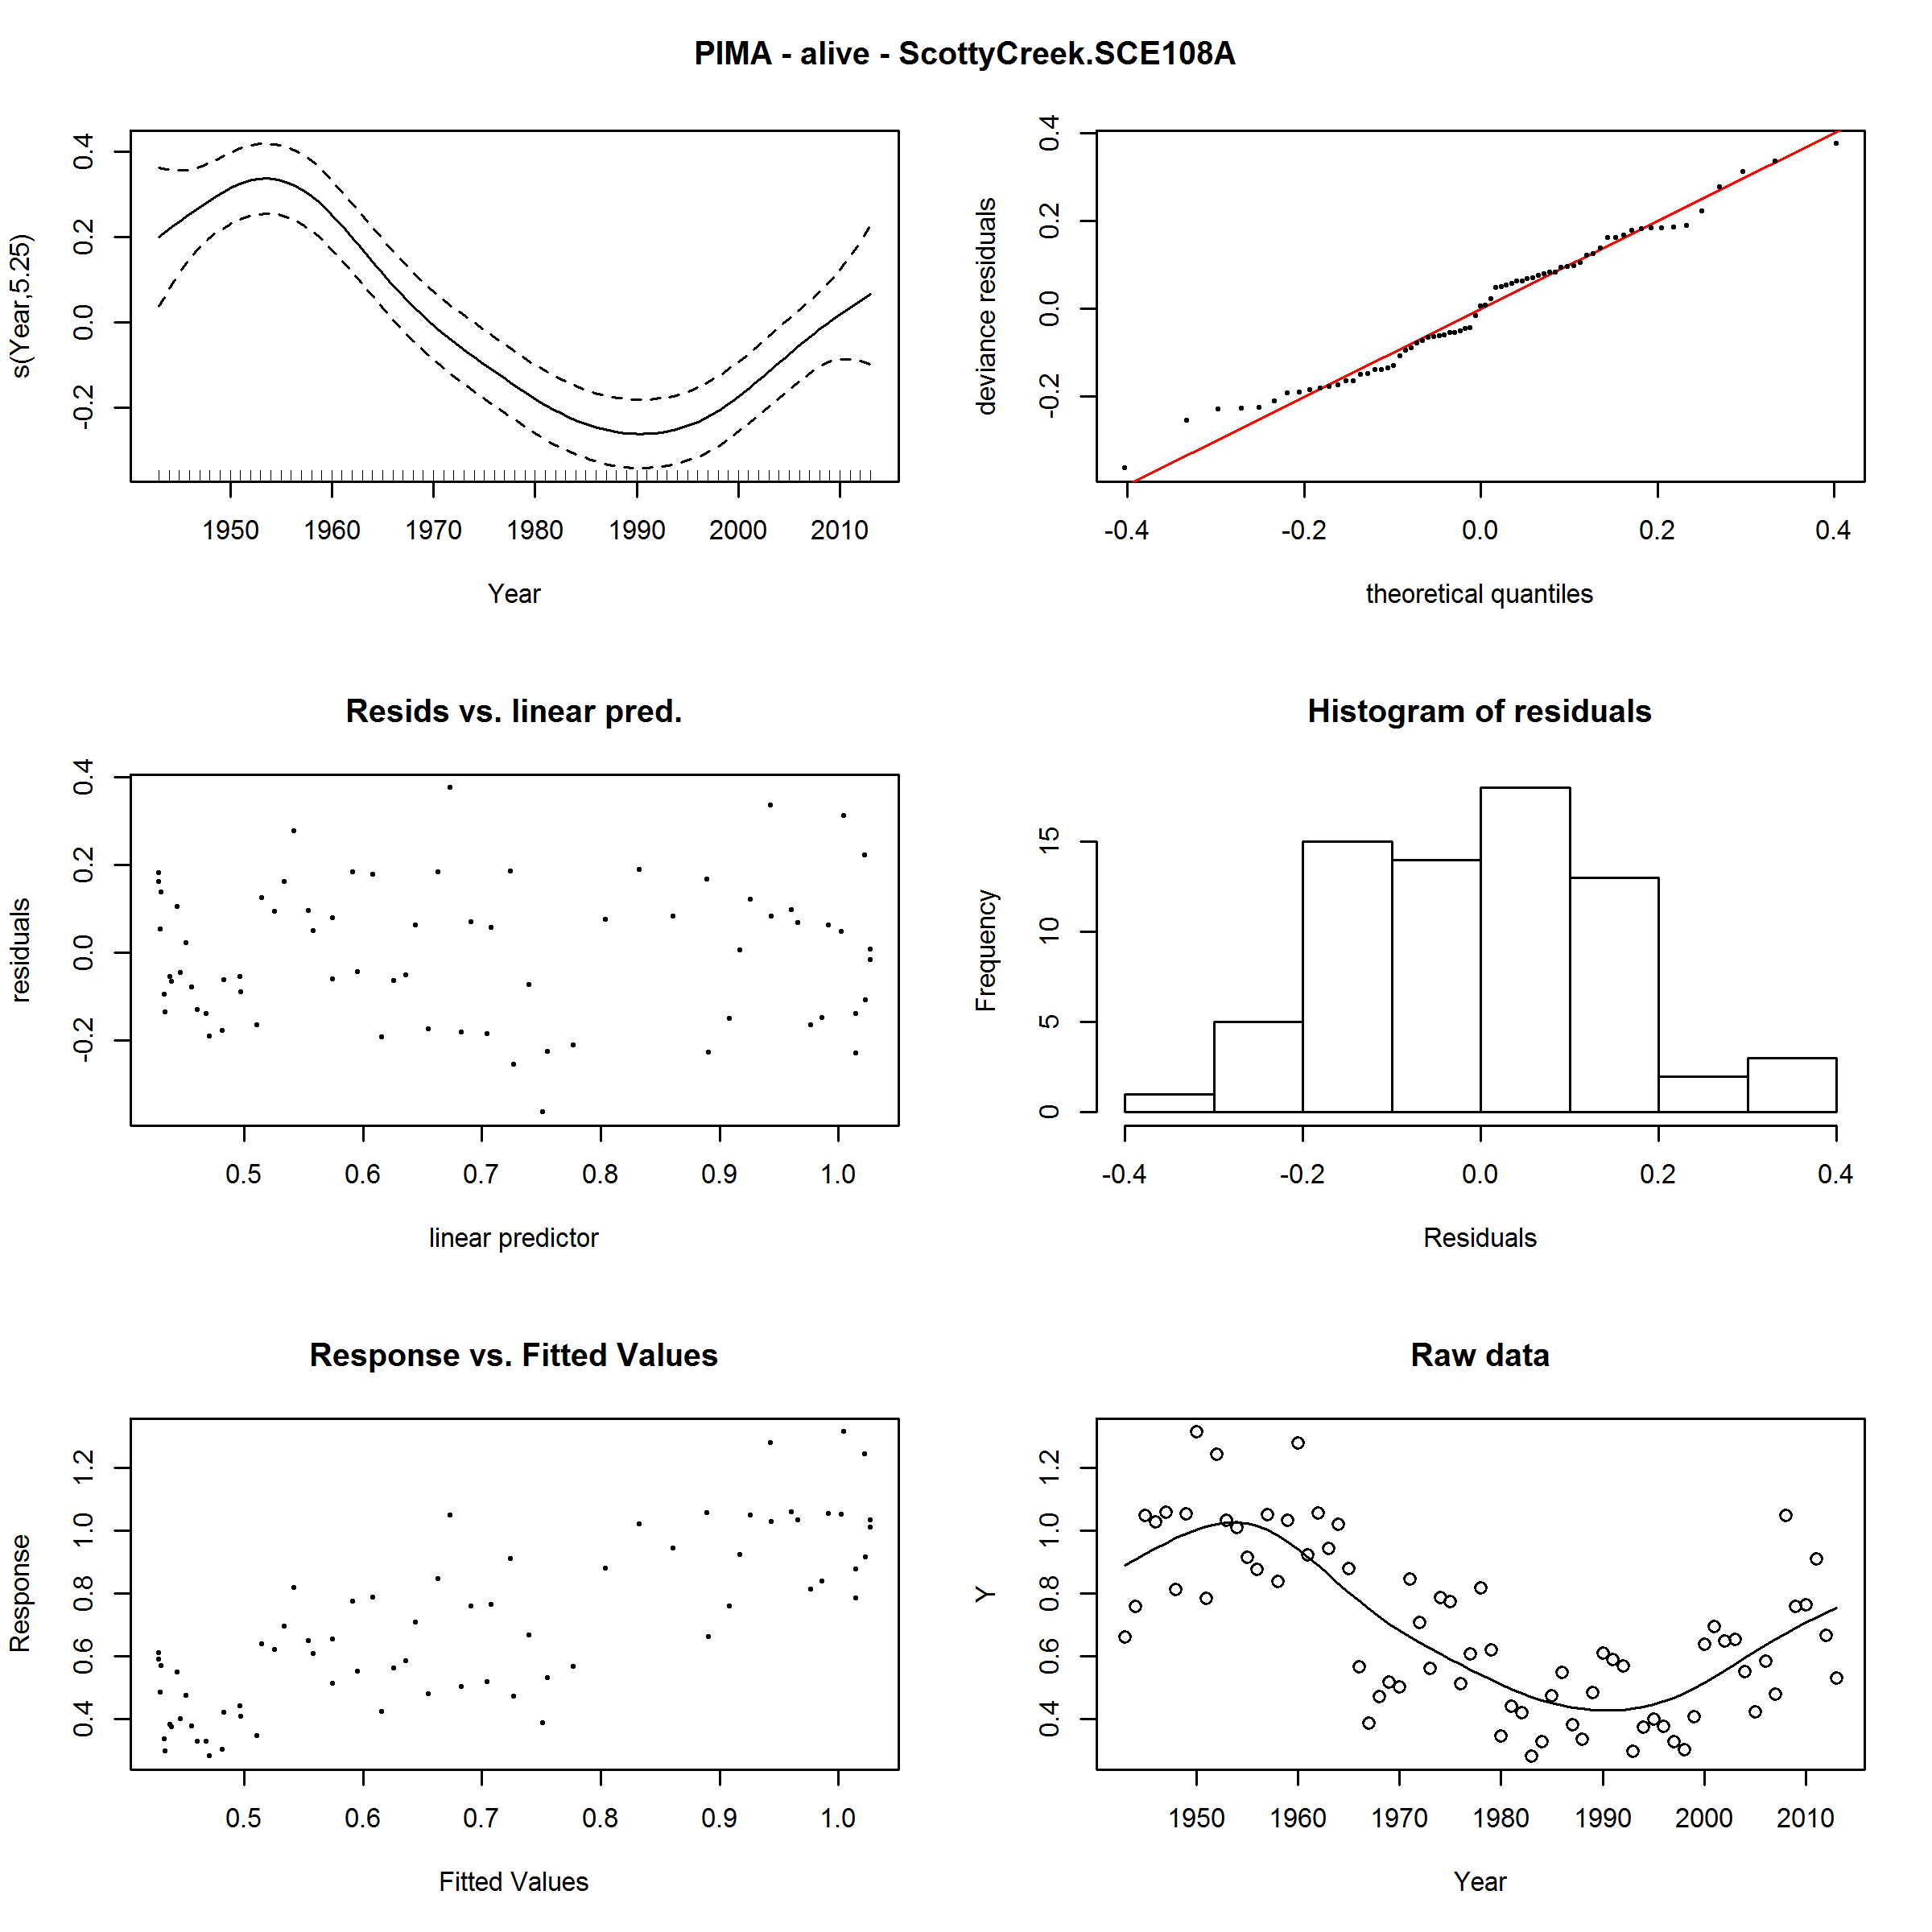 PIMA - alive - ScottyCreek.SCE108A
s(Year,5.25)
0.4
0.2
0.0
-0.2
1950 1960 1970 1980 1990 2000 2010
Year
deviance residuals
0.4
0.2
0.0
-0.2
-0.4 -0.2 0.0 0.2 0.4
theoretical quantiles
Resids vs. linear pred.
residuals
0.4
0.2
0.0
-0.2
0.5 0.6 0.7 0.8 0.9 1.0
linear predictor
Histogram of residuals
Frequency
15
10
5
0
-0.4 -0.2 0.0 0.2 0.4
Residuals
Response vs. Fitted Values
Response
1.2
1.0
0.8
0.6
0.4
0.5 0.6 0.7 0.8 0.9 1.0
Fitted Values
Raw data
Y
1.2
1.0
0.8
0.6
0.4
1950 1960 1970 1980 1990 2000 2010
Year